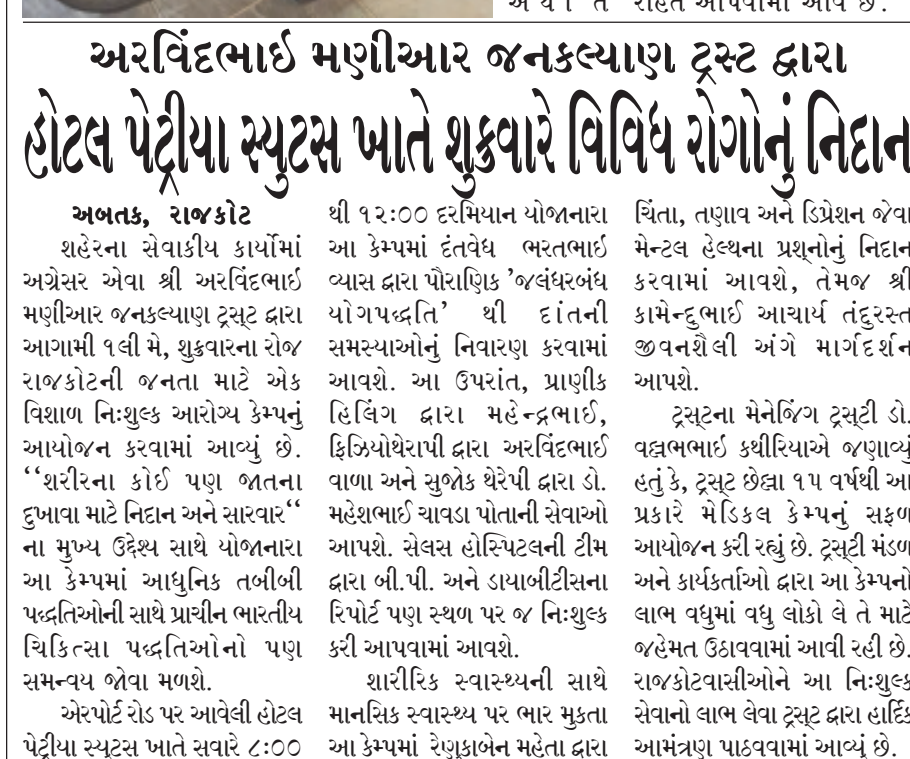 રાહત આપવામાં આવે છે.
અરવિંદભાઈ મણીઆર જનકલ્યાણ ટ્રસ્ટ દ્વારા
હોટલ પેટ્રીયા સ્યુટસ ખાતે શુક્રવારે વિવિધ રોગોનું નિદાન
અબતક, રાજકોટ
શહેરના સેવાકીય કાર્યોમાં
અગ્રેસર એવા શ્રી અરવિંદભાઈ
મણીઆર જનકલ્યાણ ટ્રસ્ટ દ્વારા
આગામી ૧લી મે, શુક્રવારના રોજ
રાજકોટની જનતા માટે એક
વિશાળ નિઃશુલ્ક આરોગ્ય કેમ્પનું
આયોજન કરવામાં આવ્યું છે.
‘‘શરીરના કોઈ પણ જાતના
દુખાવા માટે નિદાન અને સારવાર‘‘
ના મુખ્ય ઉદ્દેશ્ય સાથે યોજાનારા
આ કેમ્પમાં આધુનિક તબીબી
પદ્ધતિઓની સાથે પ્રાચીન ભારતીય
ચિકિત્સા પદ્ધતિઓનો પણ
સમન્વય જોવા મળશે.
એરપોર્ટ રોડ પર આવેલી હોટલ
પેટ્રીયા સ્યુટસ ખાતે સવારે ૮:૦૦
થી ૧૨:૦૦ દરમિયાન યોજાનારા
આ કેમ્પમાં દંતવેધ ભરતભાઇ
વ્યાસ દ્વારા પૌરાણિક 'જલંધરબંધ
યોગપદ્ધતિ' થી દાંતની
સમસ્યાઓનું નિવારણ કરવામાં
આવશે. આ ઉપરાંત, પ્રાણીક
હિલિંગ દ્વારા મહેન્દ્રભાઈ,
ફિઝિયોથેરાપી દ્વારા અરવિંદભાઈ
વાળા અને સુજોક થેરેપી દ્વારા ડો.
મહેશભાઈ ચાવડા પોતાની સેવાઓ
આપશે. સેલસ હોસ્પિટલની ટીમ
દ્વારા બી.પી. અને ડાયાબીટીસના
રિપોર્ટ પણ સ્થળ પર જ નિઃશુલ્ક
કરી આપવામાં આવશે.
શારીરિક સ્વાસ્થ્યની સાથે
માનસિક સ્વાસ્થ્ય પર ભાર મુકતા
આ કેમ્પમાં રેણુકાબેન મહેતા દ્વારા
ચિંતા, તણાવ અને ડિપ્રેશન જેવા
મેન્ટલ હેલ્થના પ્રશ્નોનું નિદાન
કરવામાં આવશે, તેમજ શ્રી
કામેન્દુભાઈ આચાર્ય તંદુરસ્ત
જીવનશૈલી અંગે માર્ગદર્શન
આપશે.
ટ્રસ્ટના મેનેજિંગ ટ્રસ્ટી ડો.
વલ્લભભાઇ કથીરિયાએ જણાવ્યું
હતું કે, ટ્રસ્ટ છેલ્લા ૧૫ વર્ષથી આ
પ્રકારે મેડિકલ કેમ્પનું સફળ
આયોજન કરી રહ્યું છે. ટ્રસ્ટી મંડળ
અને કાર્યકર્તાઓ દ્વારા આ કેમ્પનો
લાભ વધુમાં વધુ લોકો લે તે માટે
જહેમત ઉઠાવવામાં આવી રહી છે.
રાજકોટવાસીઓને આ નિઃશુલ્ક
સેવાનો લાભ લેવા ટ્રસ્ટ દ્વારા હાર્દિક
આમંત્રણ પાઠવવામાં આવ્યું છે.